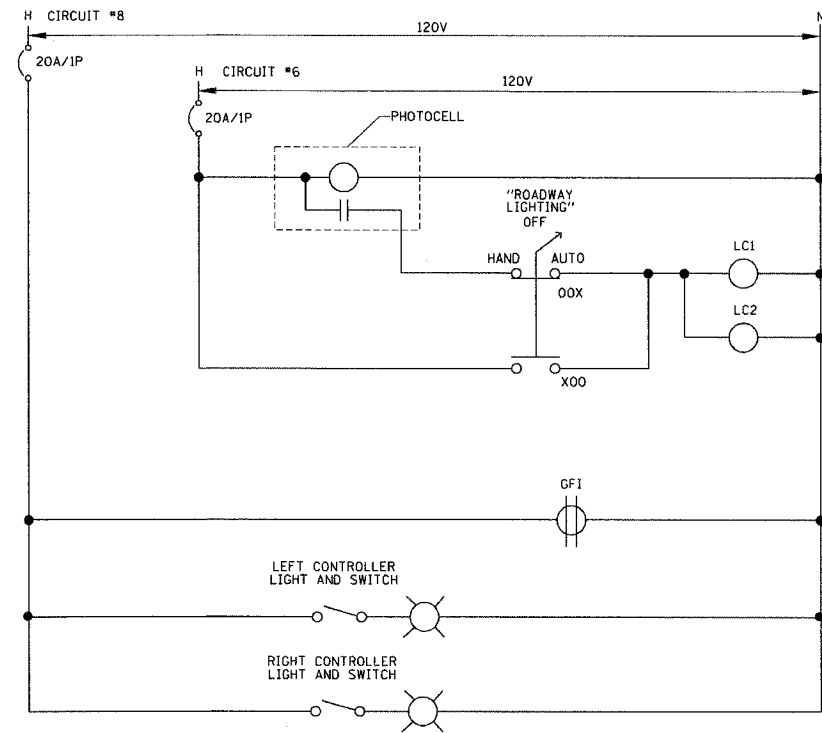 H CIRCUIT #8
N
120V
20A/1P
H CIRCUIT #6
120V
20A/1P
PHOTOCELL
"ROADWAY
LIGHTING"
OFF
HAND AUTO
LC1
OOX
LC2
XOO
GFI
LEFT CONTROLLER
LIGHT AND SWITCH
RIGHT CONTROLLER
LIGHT AND SWITCH